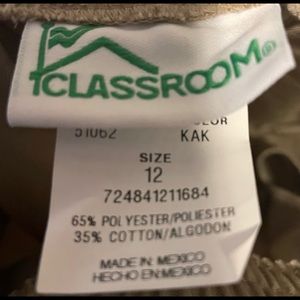 CLASSROOM®
51062
KAK
SIZE
12
724841211684
65% POLYESTER/POLIESTER
35% COTTON/ALGODON
MADE IN MEXICO
HECHO EN MEXICO